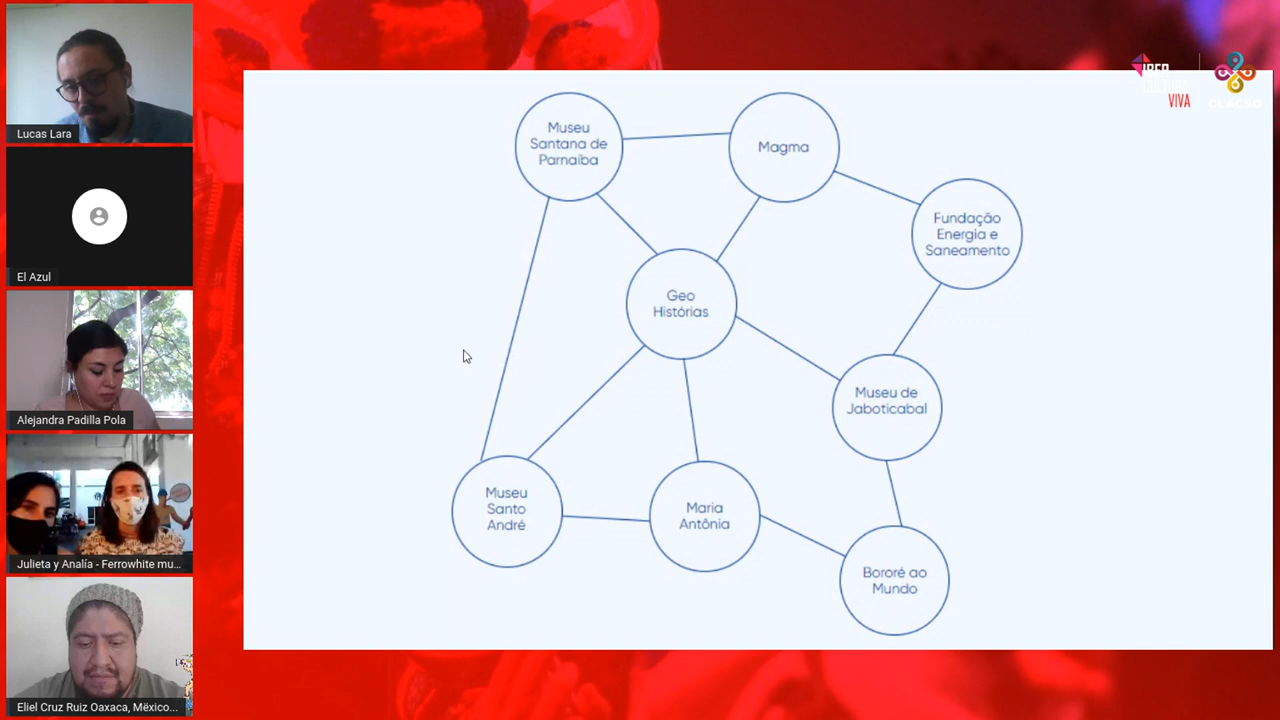 Lucas Lara
El Azul
Alejandra Padilla Pola
Julieta y Analía - Ferrowhite mu...
Eliel Cruz Ruiz Oaxaca, Mëxico...
VIVA
CLACSO
Museu
Santana de
Parnaíba
Magma
Fundação
Energia e
Saneamento
Geo
Histórias
Museu de
Jaboticabal
Museu
Santo
André
Maria
Antônia
Bororé ao
Mundo